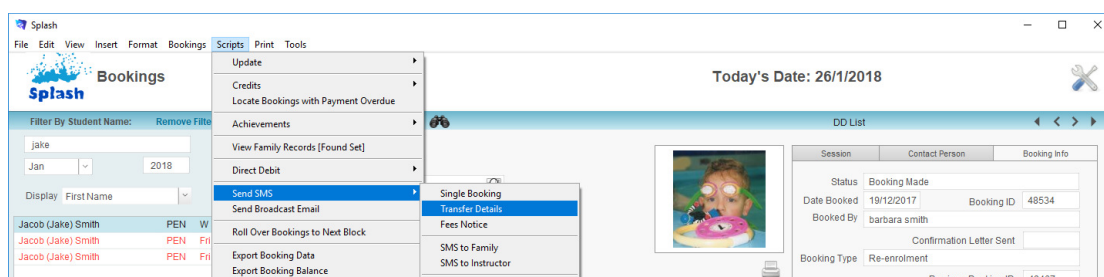 Splash
File Edit View Insert Format Bookings Scripts Print Tools
Splash
Bookings
Today's Date: 26/1/2018
Filter By Student Name: Remove Filte
DD List
jake
Jan 2018
Display First Name
Jacob (Jake) Smith PEN W
Jacob (Jake) Smith PEN Fri
Jacob (Jake) Smith PEN Fri
Update
Credits
Locate Bookings with Payment Overdue
Achievements
View Family Records [Found Set]
Direct Debit
Send SMS
Send Broadcast Email
Roll Over Bookings to Next Block
Export Booking Data
Export Booking Balance
Single Booking
Transfer Details
Fees Notice
SMS to Family
SMS to Instructor
Session Contact Person Booking Info
Status Booking Made
Date Booked 19/12/2017 Booking ID 48534
Booked By barbara smith
Confirmation Letter Sent
Booking Type Re-enrolment